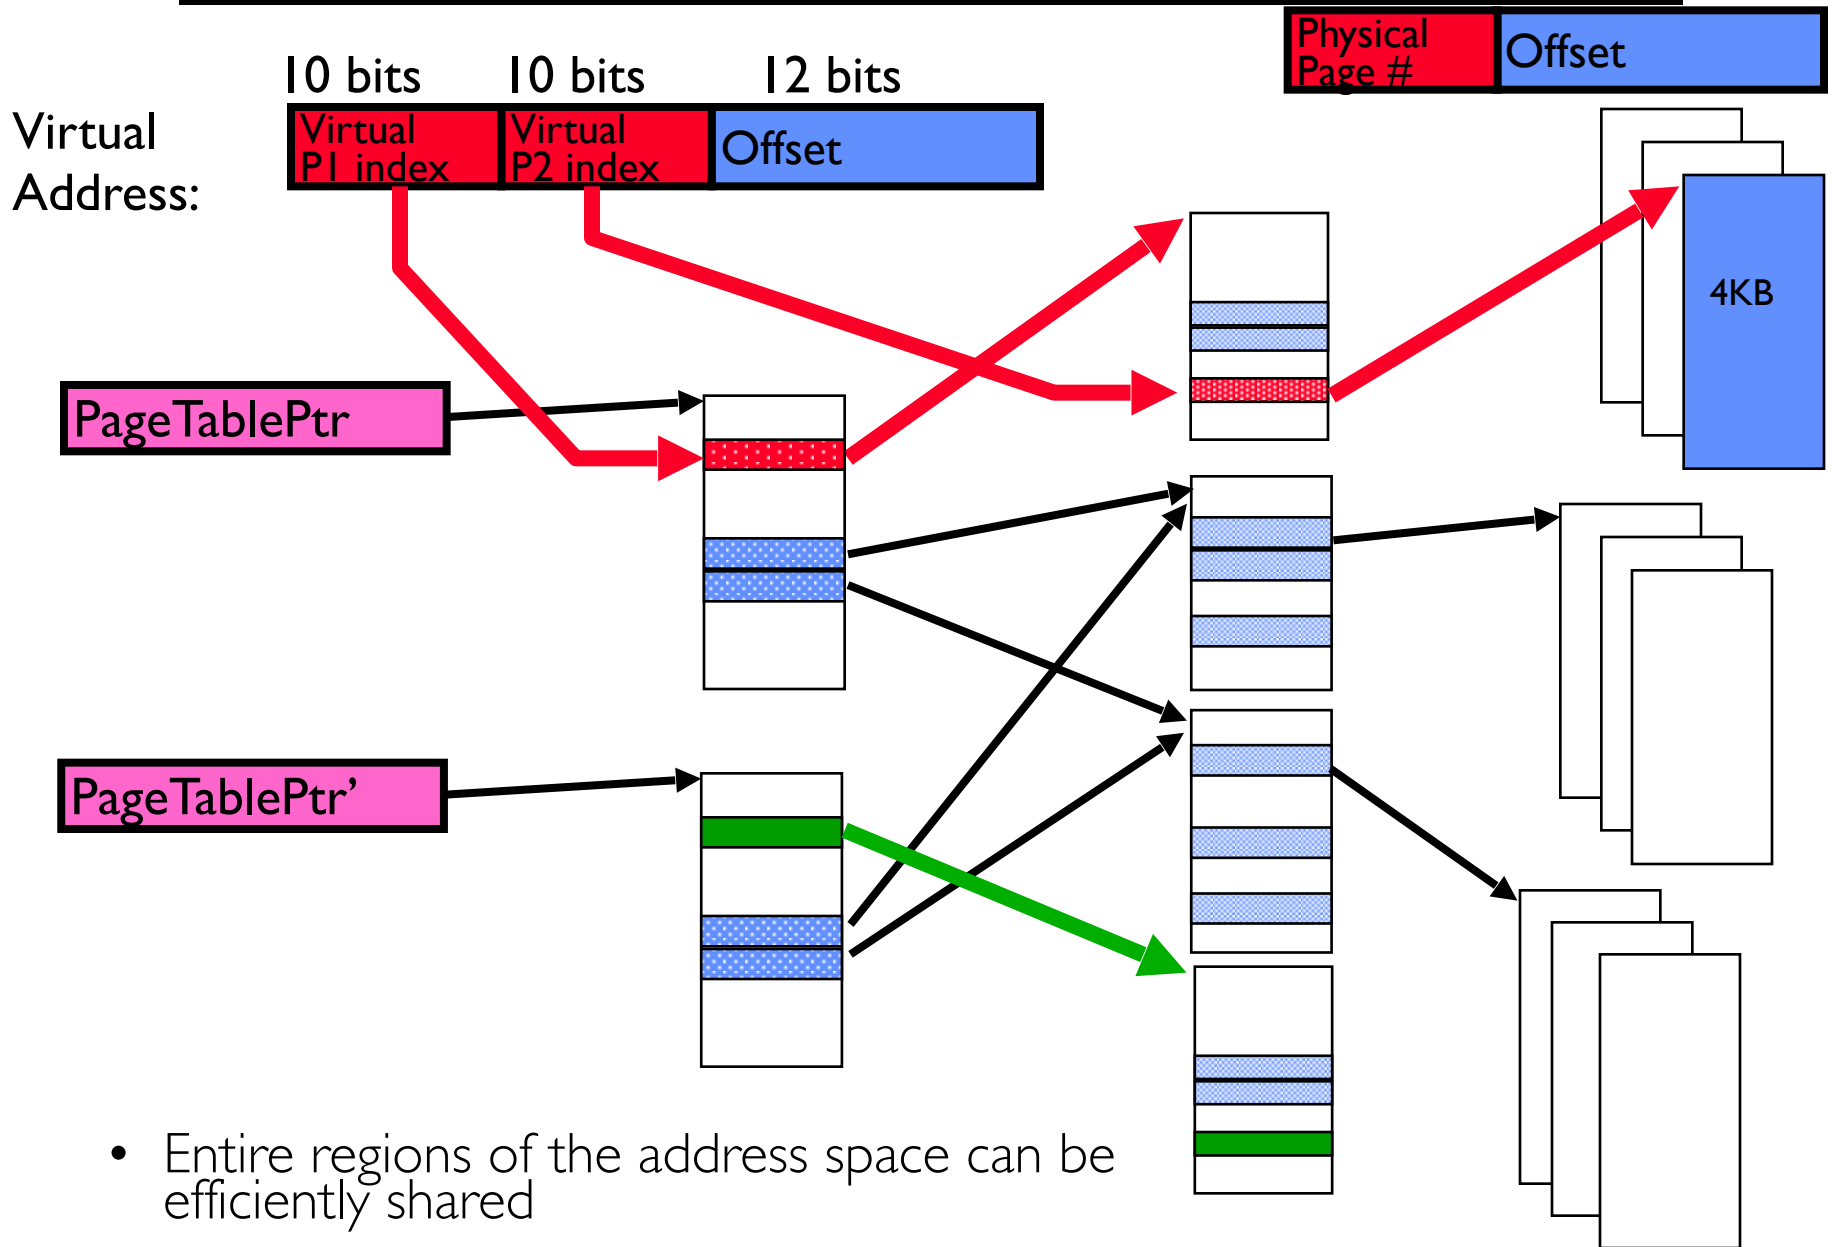 Physical
Page #
Offset
10 bits
10 bits
12 bits
Virtual
Address:
Virtual
P1 index
Virtual
P2 index
Offset
4KB
PageTablePtr
PageTablePtr’
• Entire regions of the address space can be
efficiently shared